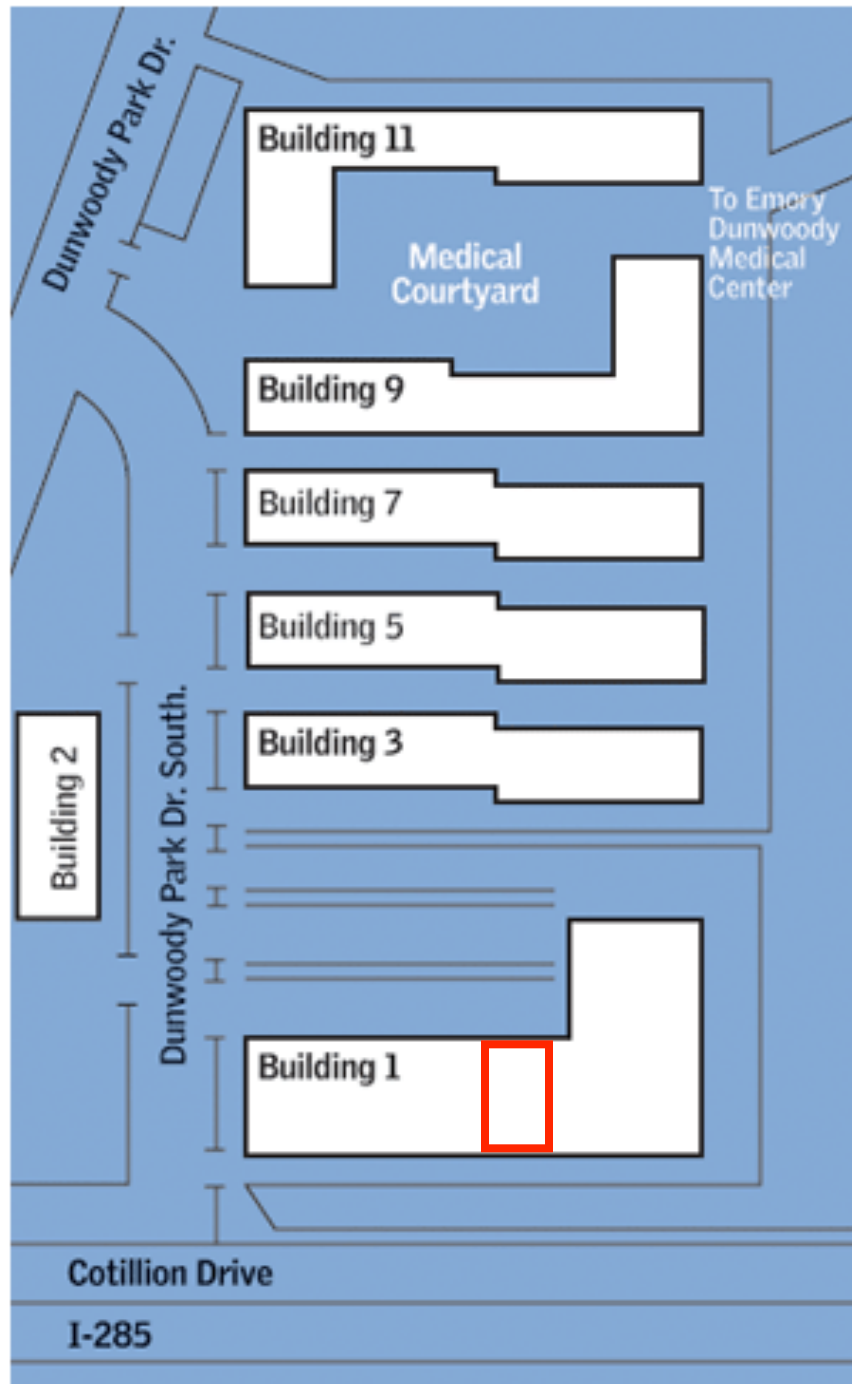 Dunwoody Park Dr.
Building 11
To Emory
Dunwoody
Medical
Center
Medical
Courtyard
Building 9
Building 7
Building 5
Building 3
Building 2
Dunwoody Park Dr. South.
Building 1
Cotillion Drive
I-285